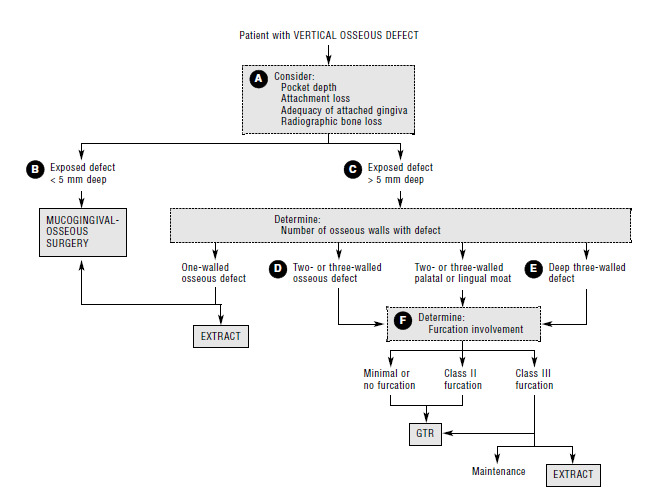 Patient with VERTICAL OSSEOUS DEFECT
A Consider:
Pocket depth
Attachment loss
Adequacy of attached gingiva
Radiographic bone loss
B Exposed defect
< 5 mm deep
C Exposed defect
> 5 mm deep
MUCOGINGIVAL-
OSSEOUS
SURGERY
Determine:
Number of osseous walls with defect
One-walled
osseous defect
D Two- or three-walled
osseous defect
Two- or three-walled
palatal or lingual moat
E Deep three-walled
defect
EXTRACT
F Determine:
Furcation involvement
Minimal or
no furcation
Class II
furcation
Class III
furcation
GTR
Maintenance
EXTRACT